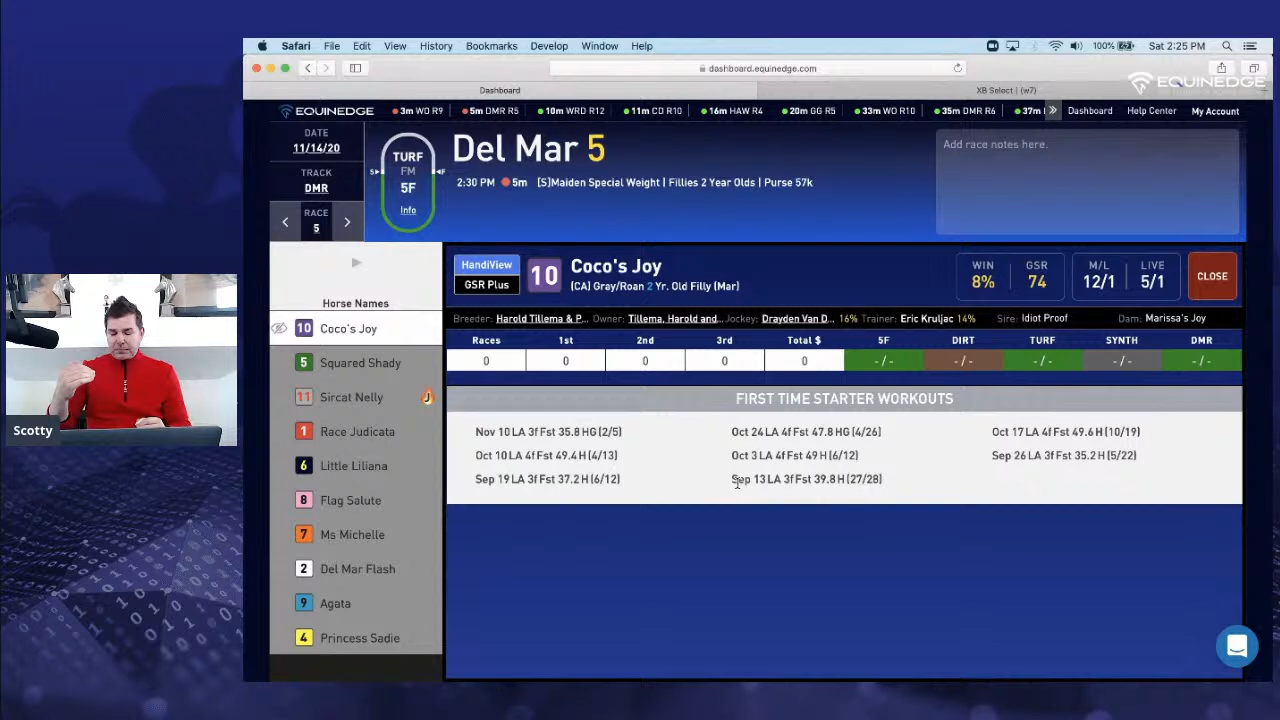 Safari File Edit View History Bookmarks Develop Window Help 100% Sat 2:25 PM
dashboard.equinedge.com
Dashboard XB Select | (w7)
EQUINEDGE
EQUINEDGE 3m WO R9 5m DMR R5 10m WRD R12 11m CD R10 16m HAW R4 20m GG R5 33m WO R10 35m DMR R6 37m » Dashboard Help Center My Account
DATE
11/14/20
TRACK
DMR
RACE
5
TURF
FM
5F
Info
S F
Del Mar 5
2:30 PM 5m [S]Maiden Special Weight | Fillies 2 Year Olds | Purse 57k
Add race notes here.
Horse Names
10 Coco's Joy
5 Squared Shady
11 Sircat Nelly J
1 Race Judicata
6 Little Liliana
8 Flag Salute
7 Ms Michelle
2 Del Mar Flash
9 Agata
4 Princess Sadie
HandiView
GSR Plus
10 Coco's Joy
(CA) Gray/Roan 2 Yr. Old Filly (Mar)
WIN GSR M/L LIVE
8% 74 12/1 5/1
CLOSE
Breeder: Harold Tillema & P... Owner: Tillema, Harold and... Jockey: Drayden Van D... 16% Trainer: Eric Kruljac 14% Sire: Idiot Proof Dam: Marissa's Joy
Races 1st 2nd 3rd Total $ 5F DIRT TURF SYNTH DMR
0 0 0 0 0 - / - - / - - / - - / - - / -
FIRST TIME STARTER WORKOUTS
Nov 10 LA 3f Fst 35.8 HG (2/5) Oct 24 LA 4f Fst 47.8 HG (4/26) Oct 17 LA 4f Fst 49.6 H (10/19)
Oct 10 LA 4f Fst 49.4 H (4/13) Oct 3 LA 4f Fst 49 H (6/12) Sep 26 LA 3f Fst 35.2 H (5/22)
Sep 19 LA 3f Fst 37.2 H (6/12) Sep 13 LA 3f Fst 39.8 H (27/28)
Scotty